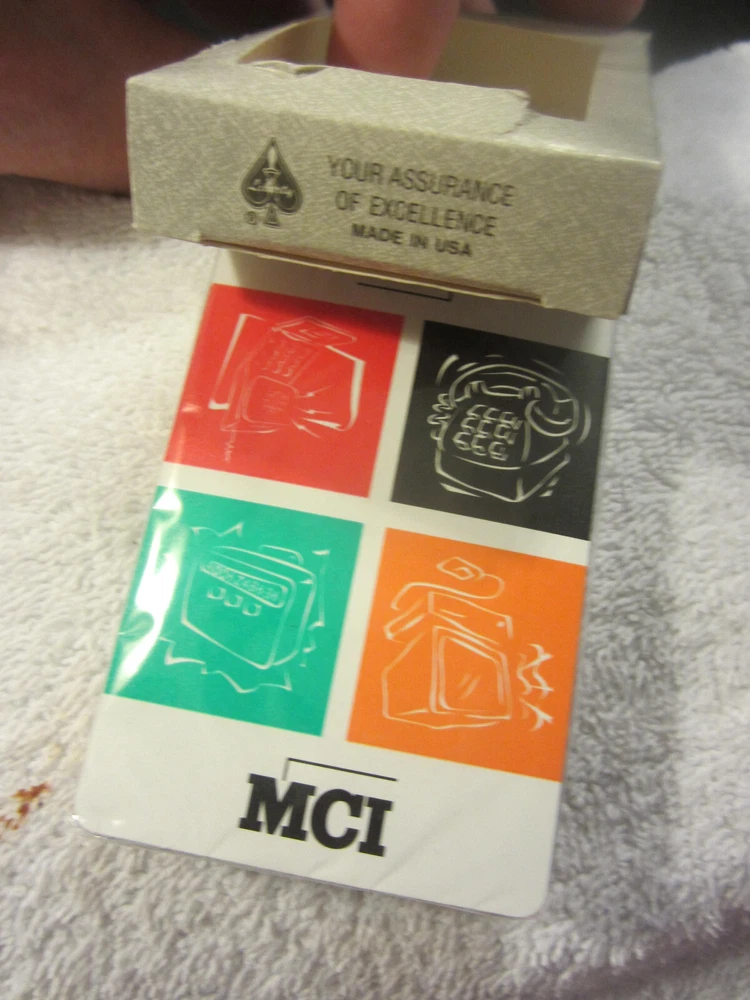 YOUR ASSURANCE
OF EXCELLENCE
MADE IN USA
MCI